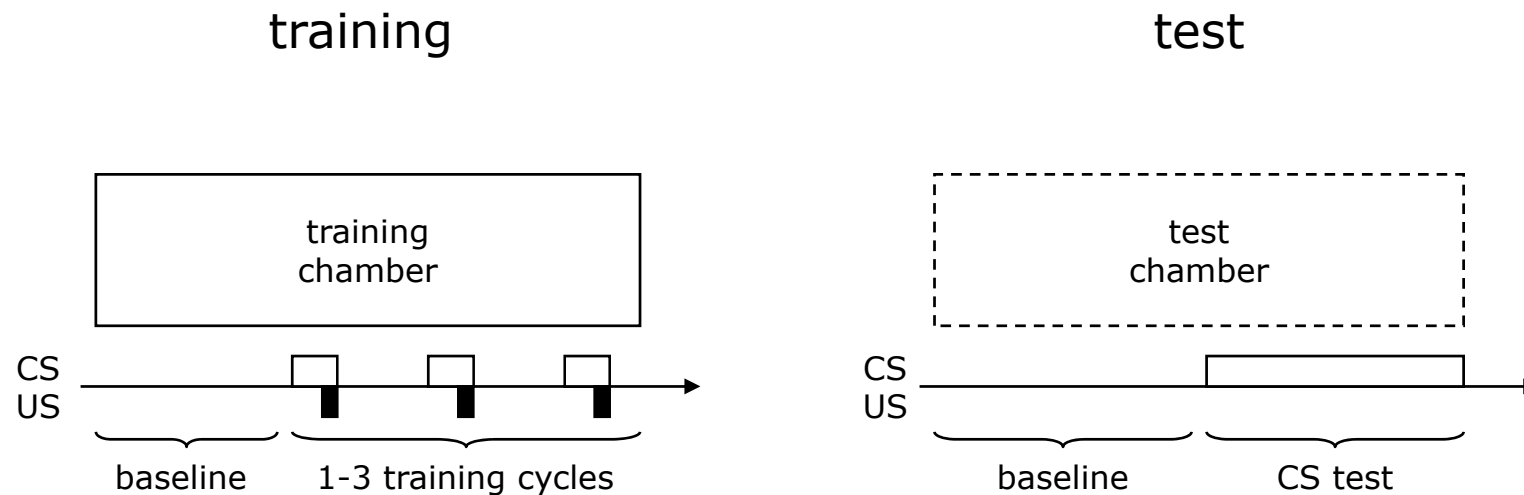 training
test
training
chamber
test
chamber
CS
US
CS
US
baseline
1-3 training cycles
baseline
CS test